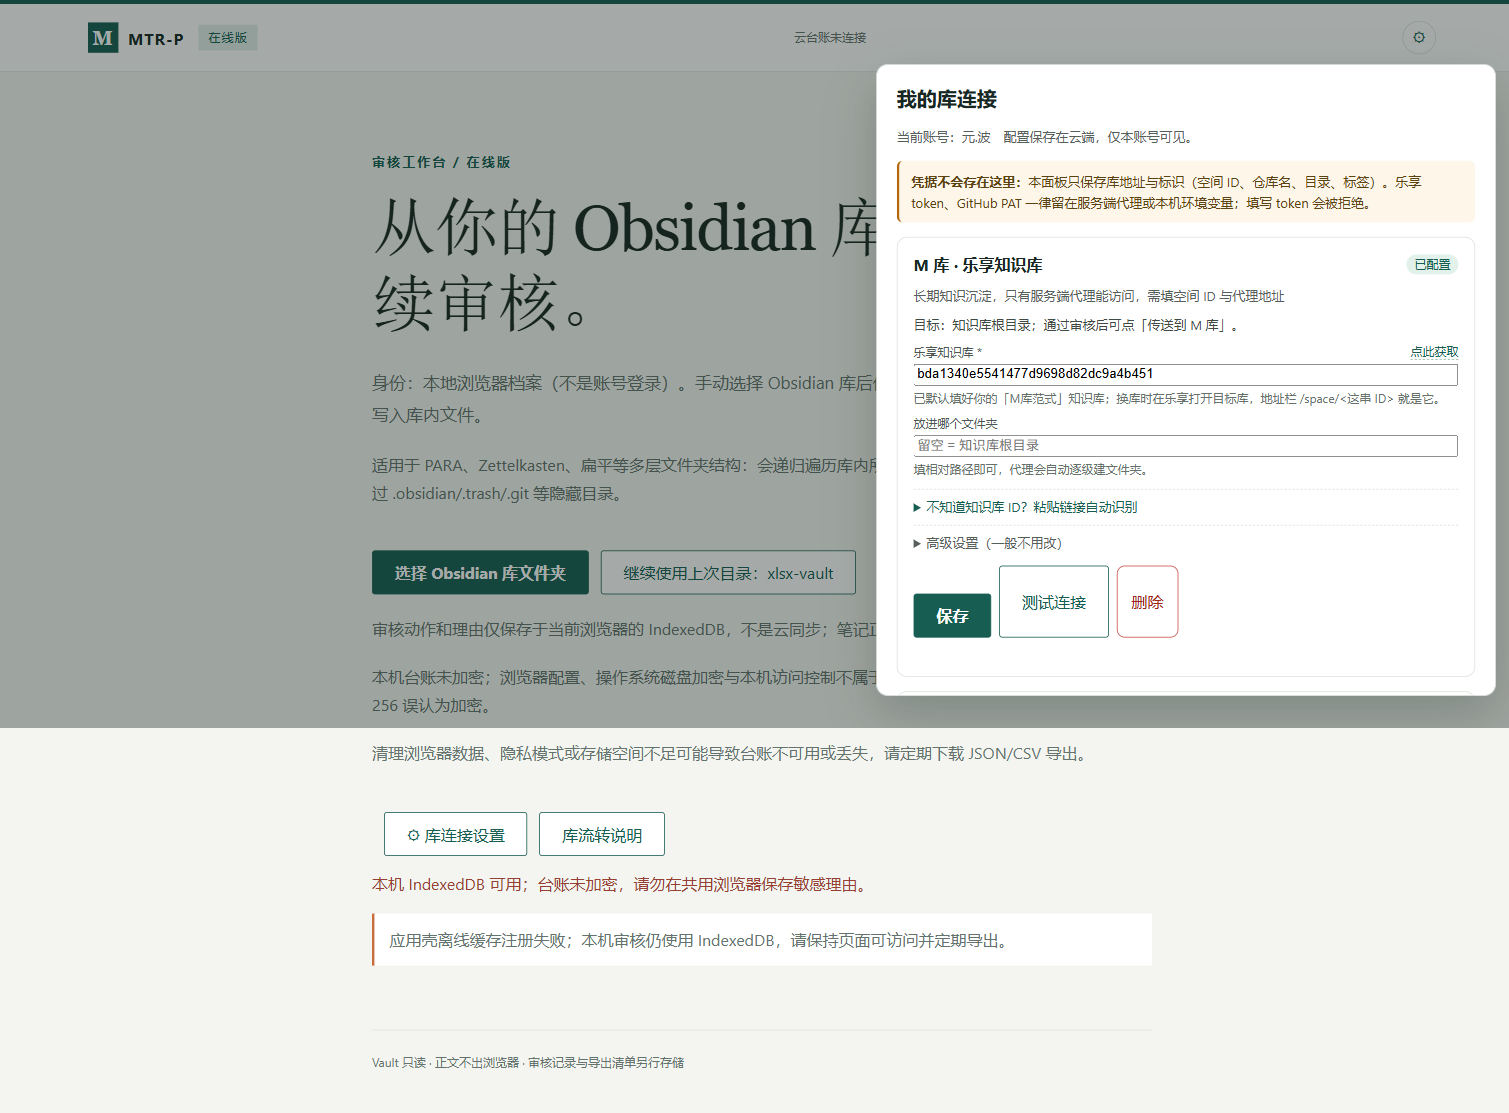 M MTR-P 在线版
云台账未连接
审核工作台 / 在线版
从你的 Obsidian 库
续审核。
身份：本地浏览器档案（不是账号登录）。手动选择 Obsidian 库后
写入库内文件。
适用于 PARA、Zettelkasten、扁平等多层文件夹结构：会递归遍历库内
过 .obsidian/.trash/.git 等隐藏目录。
选择 Obsidian 库文件夹
继续使用上次目录：xlsx-vault
审核动作和理由仅保存于当前浏览器的 IndexedDB，不是云同步；笔记
本机台账未加密；浏览器配置、操作系统磁盘加密与本机访问控制不属
256 误认为加密。
清理浏览器数据、隐私模式或存储空间不足可能导致台账不可用或丢失，请定期下载 JSON/CSV 导出。
⚙ 库连接设置
库流转说明
本机 IndexedDB 可用；台账未加密，请勿在共用浏览器保存敏感理由。
应用壳离线缓存注册失败；本机审核仍使用 IndexedDB，请保持页面可访问并定期导出。
Vault 只读 · 正文不出浏览器 · 审核记录与导出清单另行存储
我的库连接
当前账号：元.波 配置保存在云端，仅本账号可见。
凭据不会存在这里：本面板只保存库地址与标识（空间 ID、仓库名、目录、标签）。乐享
token、GitHub PAT 一律留在服务端代理或本机环境变量；填写 token 会被拒绝。
M 库 · 乐享知识库
已配置
长期知识沉淀，只有服务端代理能访问，需填空间 ID 与代理地址
目标：知识库根目录；通过审核后可点「传送到 M 库」。
乐享知识库 *
点此获取
bda1340e5541477d9698d82dc9a4b451
已默认填好你的「M库范式」知识库；换库时在乐享打开目标库，地址栏 /space/<这串 ID> 就是它。
放进哪个文件夹
留空 = 知识库根目录
填相对路径即可，代理会自动逐级建文件夹。
▶ 不知道知识库 ID？粘贴链接自动识别
▶ 高级设置（一般不用改）
保存
测试连接
删除